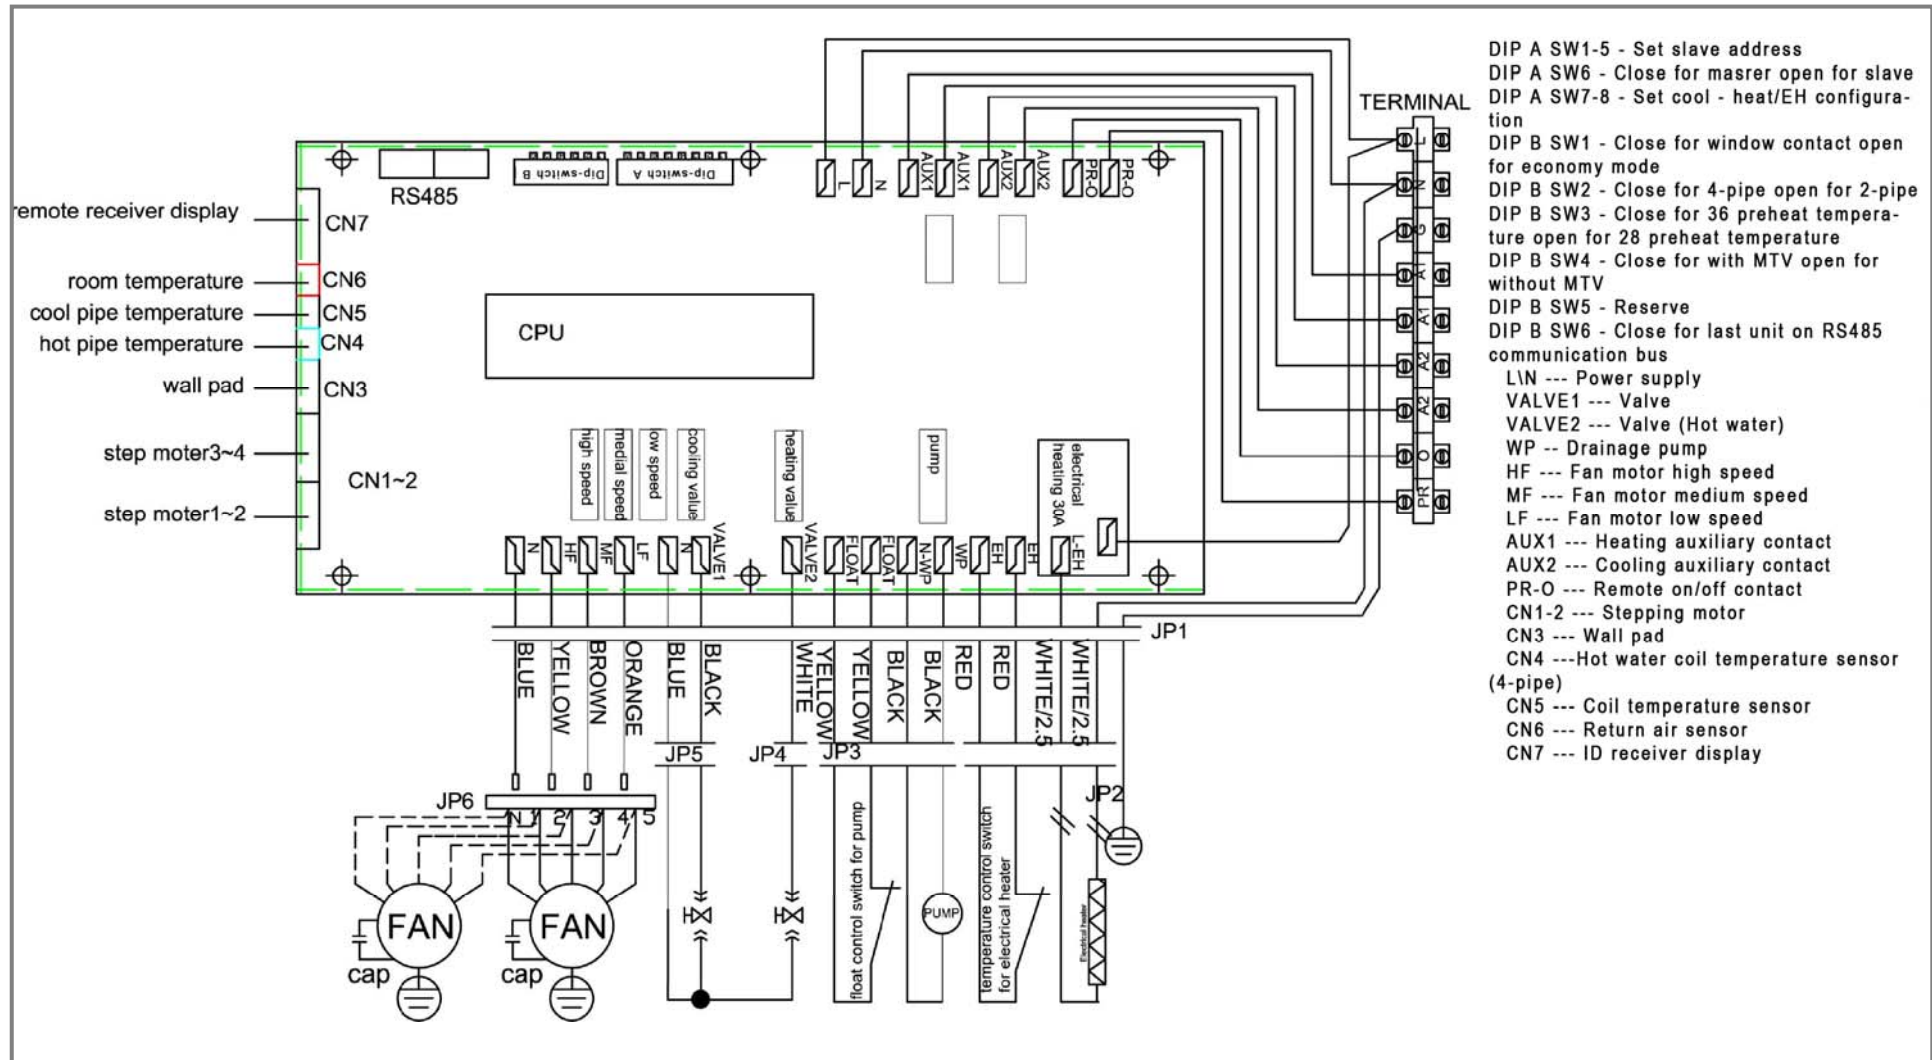 TERMINAL
RS485
Dip-switch B
Dip-switch A
L
N
AUX1
AUX1
AUX2
AUX2
PR-O
PR-O
L
N
G
A1
A1
A2
A2
O
PR
remote receiver display
CN7
room temperature
CN6
cool pipe temperature
CN5
hot pipe temperature
CN4
wall pad
CN3
step moter3~4
CN1~2
step moter1~2
CPU
high speed
medial speed
low speed
cooling value
heating value
pump
electrical
heating 30A
N
HF
MF
LF
N
VALVE1
VALVE2
FLOAT
FLOAT
N-WP
WP
EH
EH
L-EH
JP1
BLUE
YELLOW
BROWN
ORANGE
BLUE
BLACK
WHITE
YELLOW
YELLOW
BLACK
BLACK
RED
RED
WHITE/2.5
WHITE/2.5
JP5
JP4
JP3
JP6
JP2
N 1 2 3 4 5
float control switch for pump
temperature control switch
for electrical heater
FAN
FAN
PUMP
Electrical heater
cap
cap
DIP A SW1-5 - Set slave address
DIP A SW6 - Close for masrer open for slave
DIP A SW7-8 - Set cool - heat/EH configura-
tion
DIP B SW1 - Close for window contact open
for economy mode
DIP B SW2 - Close for 4-pipe open for 2-pipe
DIP B SW3 - Close for 36 preheat tempera-
ture open for 28 preheat temperature
DIP B SW4 - Close for with MTV open for
without MTV
DIP B SW5 - Reserve
DIP B SW6 - Close for last unit on RS485
communication bus
L\N --- Power supply
VALVE1 --- Valve
VALVE2 --- Valve (Hot water)
WP -- Drainage pump
HF --- Fan motor high speed
MF --- Fan motor medium speed
LF --- Fan motor low speed
AUX1 --- Heating auxiliary contact
AUX2 --- Cooling auxiliary contact
PR-O --- Remote on/off contact
CN1-2 --- Stepping motor
CN3 --- Wall pad
CN4 ---Hot water coil temperature sensor
(4-pipe)
CN5 --- Coil temperature sensor
CN6 --- Return air sensor
CN7 --- ID receiver display